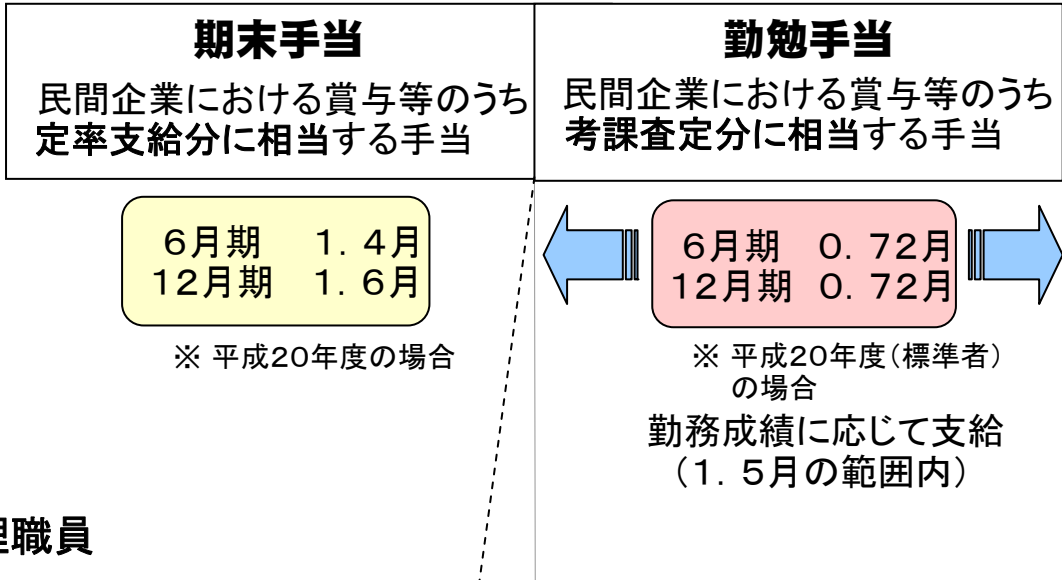 期末手当
民間企業における賞与等のうち
定率支給分に相当する手当
６月期　１．４月
１２月期　１．６月
※ 平成２０年度の場合
勤勉手当
民間企業における賞与等のうち
考課査定分に相当する手当
６月期　０．７２月
１２月期　０．７２月
※ 平成２０年度（標準者）
の場合
勤務成績に応じて支給
（１．５月の範囲内）
職員